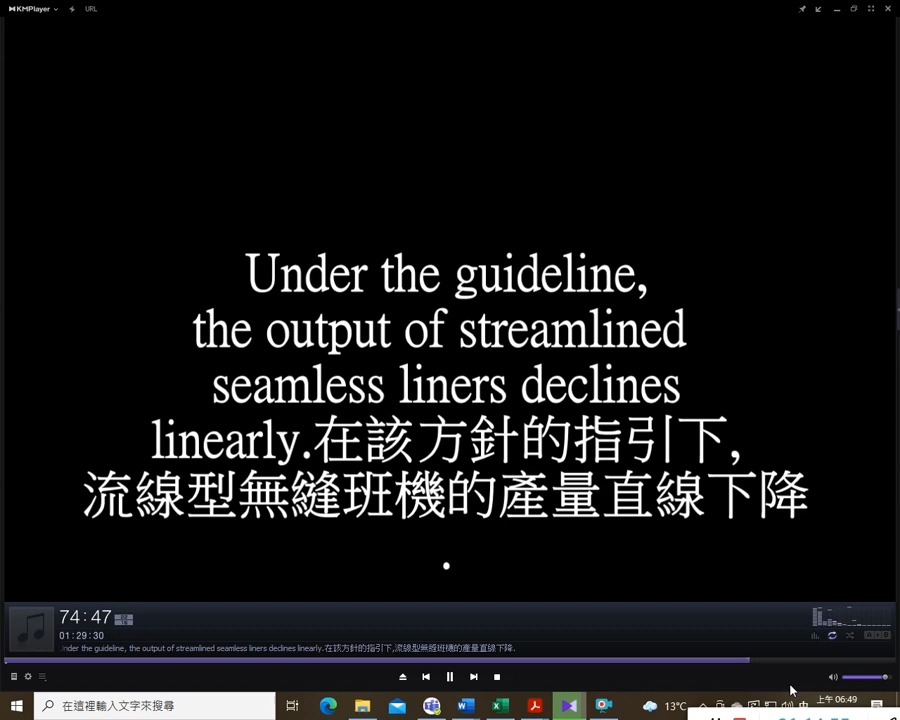 KMPlayer
URL
Under the guideline,
the output of streamlined
seamless liners declines
linearly.在該方針的指引下,
流線型無縫班機的產量直線下降
.
74:47
01:29:30
nder the guideline, the output of streamlined seamless liners declines linearly.在該方針的指引下,流線型無縫班機的產量直線下降.
在這裡輸入文字來搜尋
13°C
中
上午 06:49